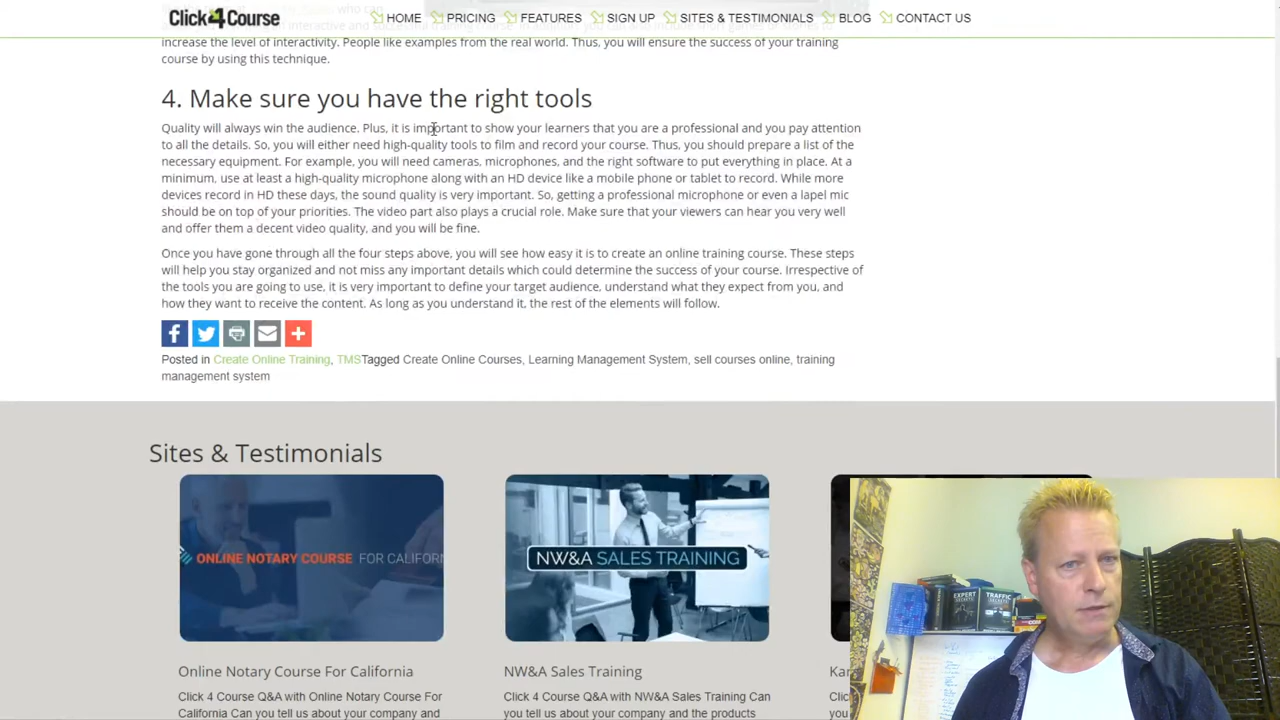 Click4Course
HOME PRICING FEATURES SIGN UP SITES & TESTIMONIALS BLOG CONTACT US
increase the level of interactivity. People like examples from the real world. Thus, you will ensure the success of your training
course by using this technique.
4. Make sure you have the right tools
Quality will always win the audience. Plus, it is important to show your learners that you are a professional and you pay attention
to all the details. So, you will either need high-quality tools to film and record your course. Thus, you should prepare a list of the
necessary equipment. For example, you will need cameras, microphones, and the right software to put everything in place. At a
minimum, use at least a high-quality microphone along with an HD device like a mobile phone or tablet to record. While more
devices record in HD these days, the sound quality is very important. So, getting a professional microphone or even a lapel mic
should be on top of your priorities. The video part also plays a crucial role. Make sure that your viewers can hear you very well
and offer them a decent video quality, and you will be fine.
Once you have gone through all the four steps above, you will see how easy it is to create an online training course. These steps
will help you stay organized and not miss any important details which could determine the success of your course. Irrespective of
the tools you are going to use, it is very important to define your target audience, understand what they expect from you, and
how they want to receive the content. As long as you understand it, the rest of the elements will follow.
Posted in Create Online Training, TMSTagged Create Online Courses, Learning Management System, sell courses online, training
management system
Sites & Testimonials
ONLINE NOTARY COURSE FOR CALIFORN
NW&A SALES TRAINING
EXPERT SECRETS
TRAFFIC SECRETS
Online Notary Course For California
NW&A Sales Training
Click 4 Course Q&A with Online Notary Course For
California Can you tell us about your company and
Click 4 Course Q&A with NW&A Sales Training Can
you tell us about your company and the products